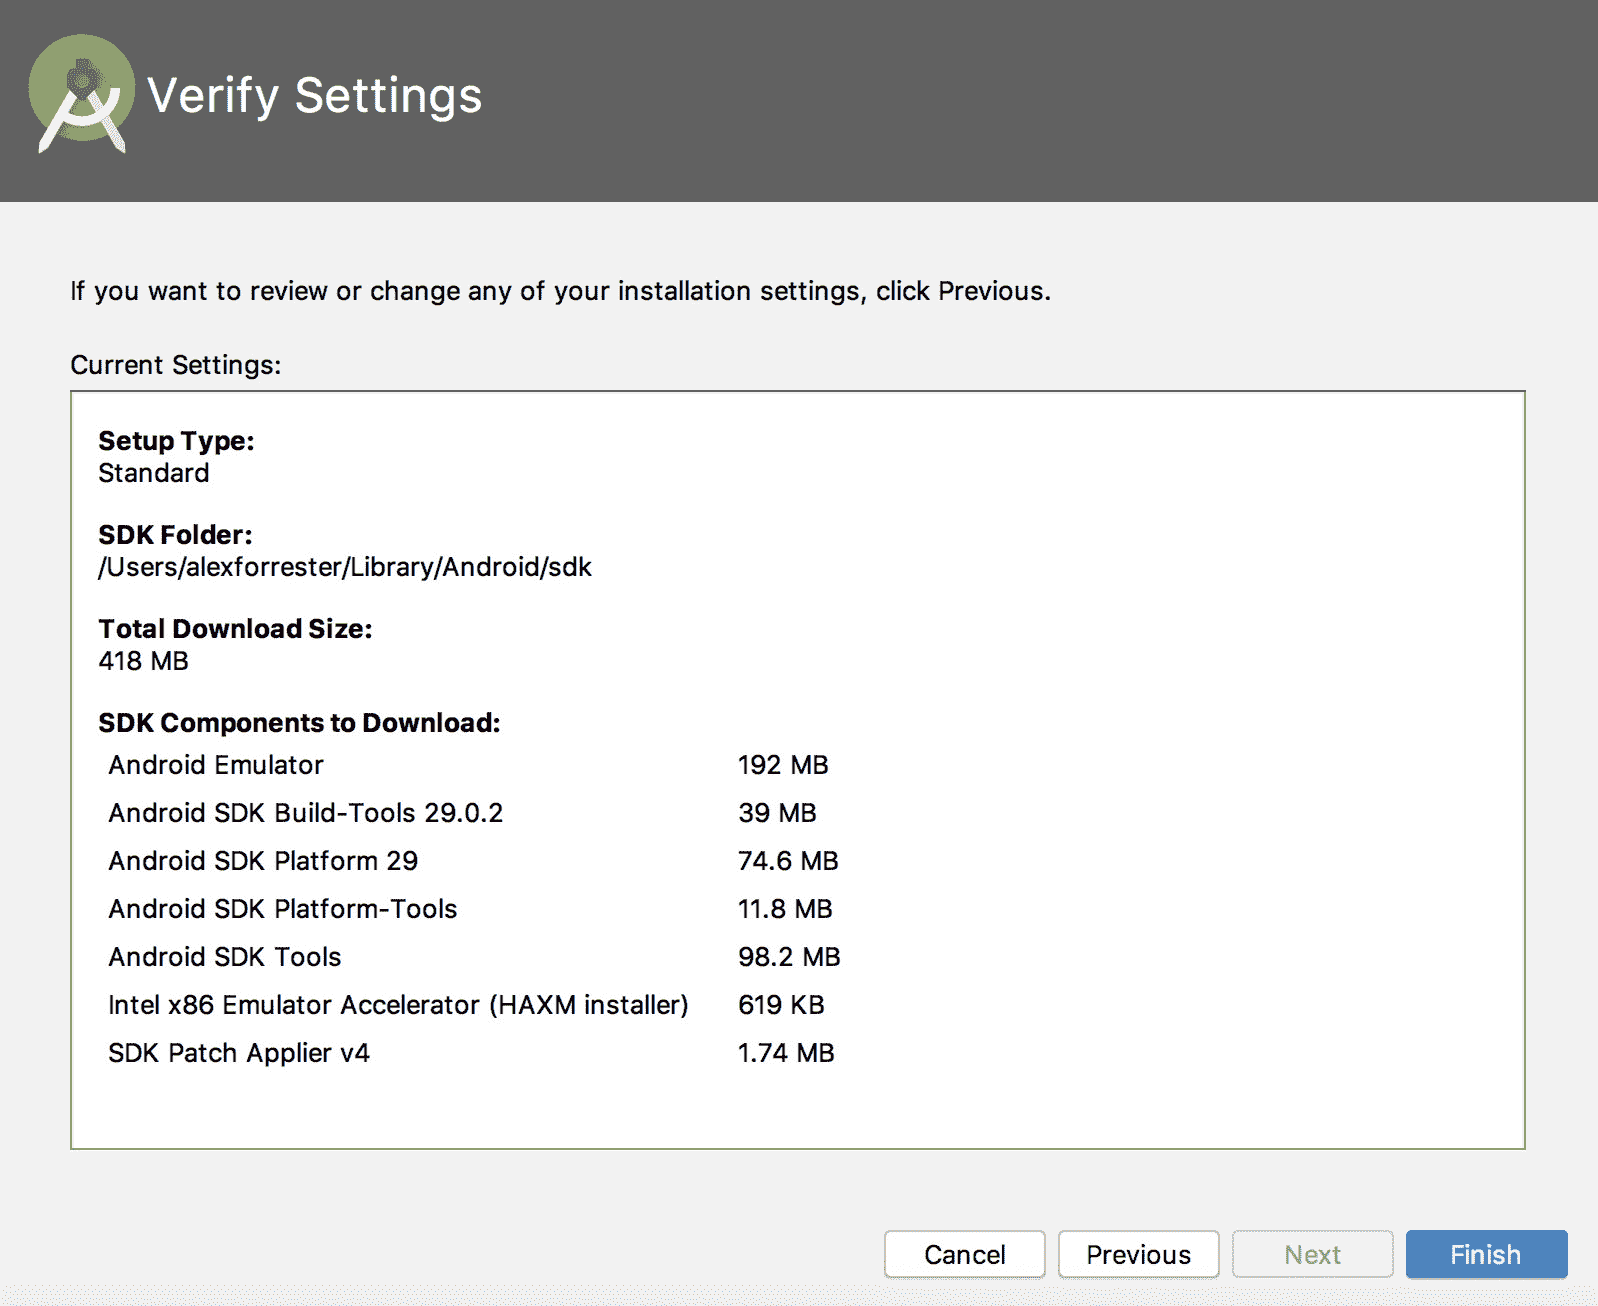 Verify Settings
If you want to review or change any of your installation settings, click Previous.
Current Settings:
Setup Type:
Standard
SDK Folder:
/Users/alexforrester/Library/Android/sdk
Total Download Size:
418 MB
SDK Components to Download:
Android Emulator 192 MB
Android SDK Build-Tools 29.0.2 39 MB
Android SDK Platform 29 74.6 MB
Android SDK Platform-Tools 11.8 MB
Android SDK Tools 98.2 MB
Intel x86 Emulator Accelerator (HAXM installer) 619 KB
SDK Patch Applier v4 1.74 MB
Cancel Previous Next Finish